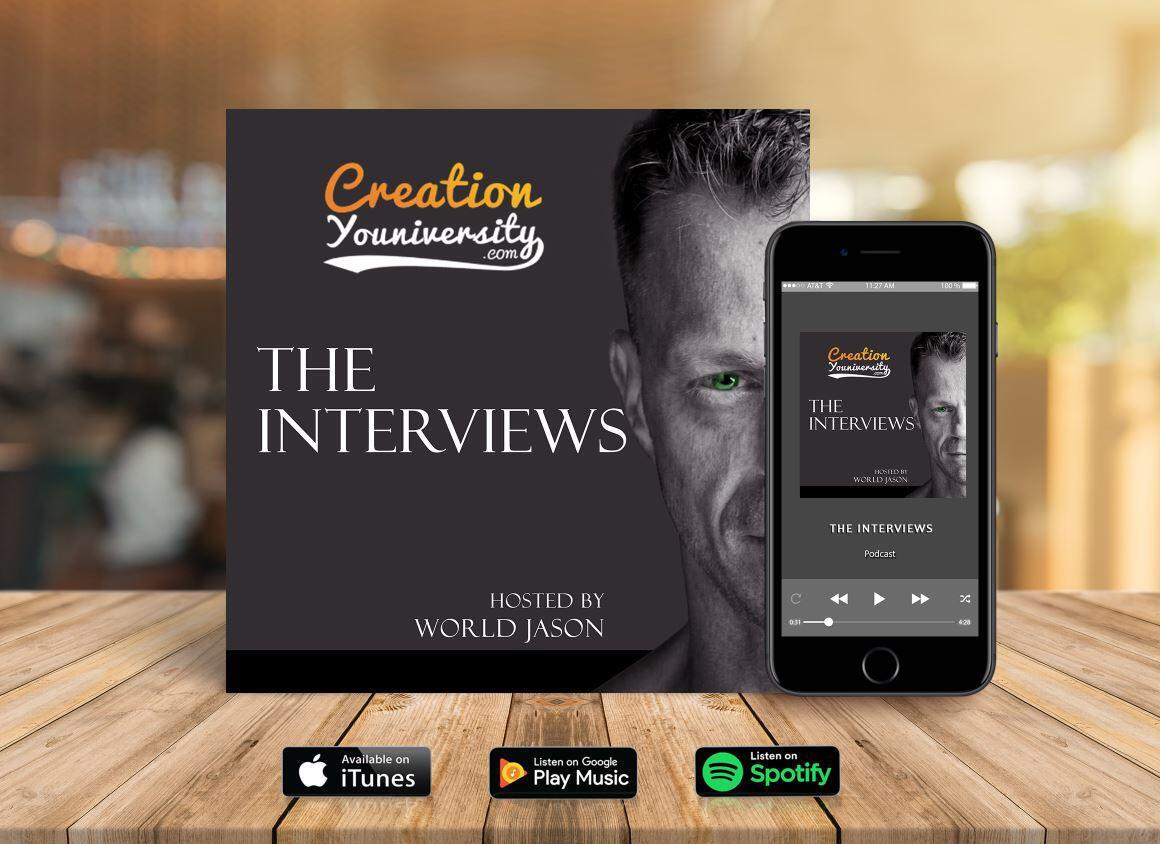 Creation
Youniversity
.com
THE
INTERVIEWS
HOSTED BY
WORLD JASON
AT&T
11:27 AM
100 %
Creation
Youniversity
.com
THE
INTERVIEWS
HOSTED BY
WORLD JASON
THE INTERVIEWS
Podcast
0:31
4:28
Available on
iTunes
Listen on Google
Play Music
Listen on
Spotify